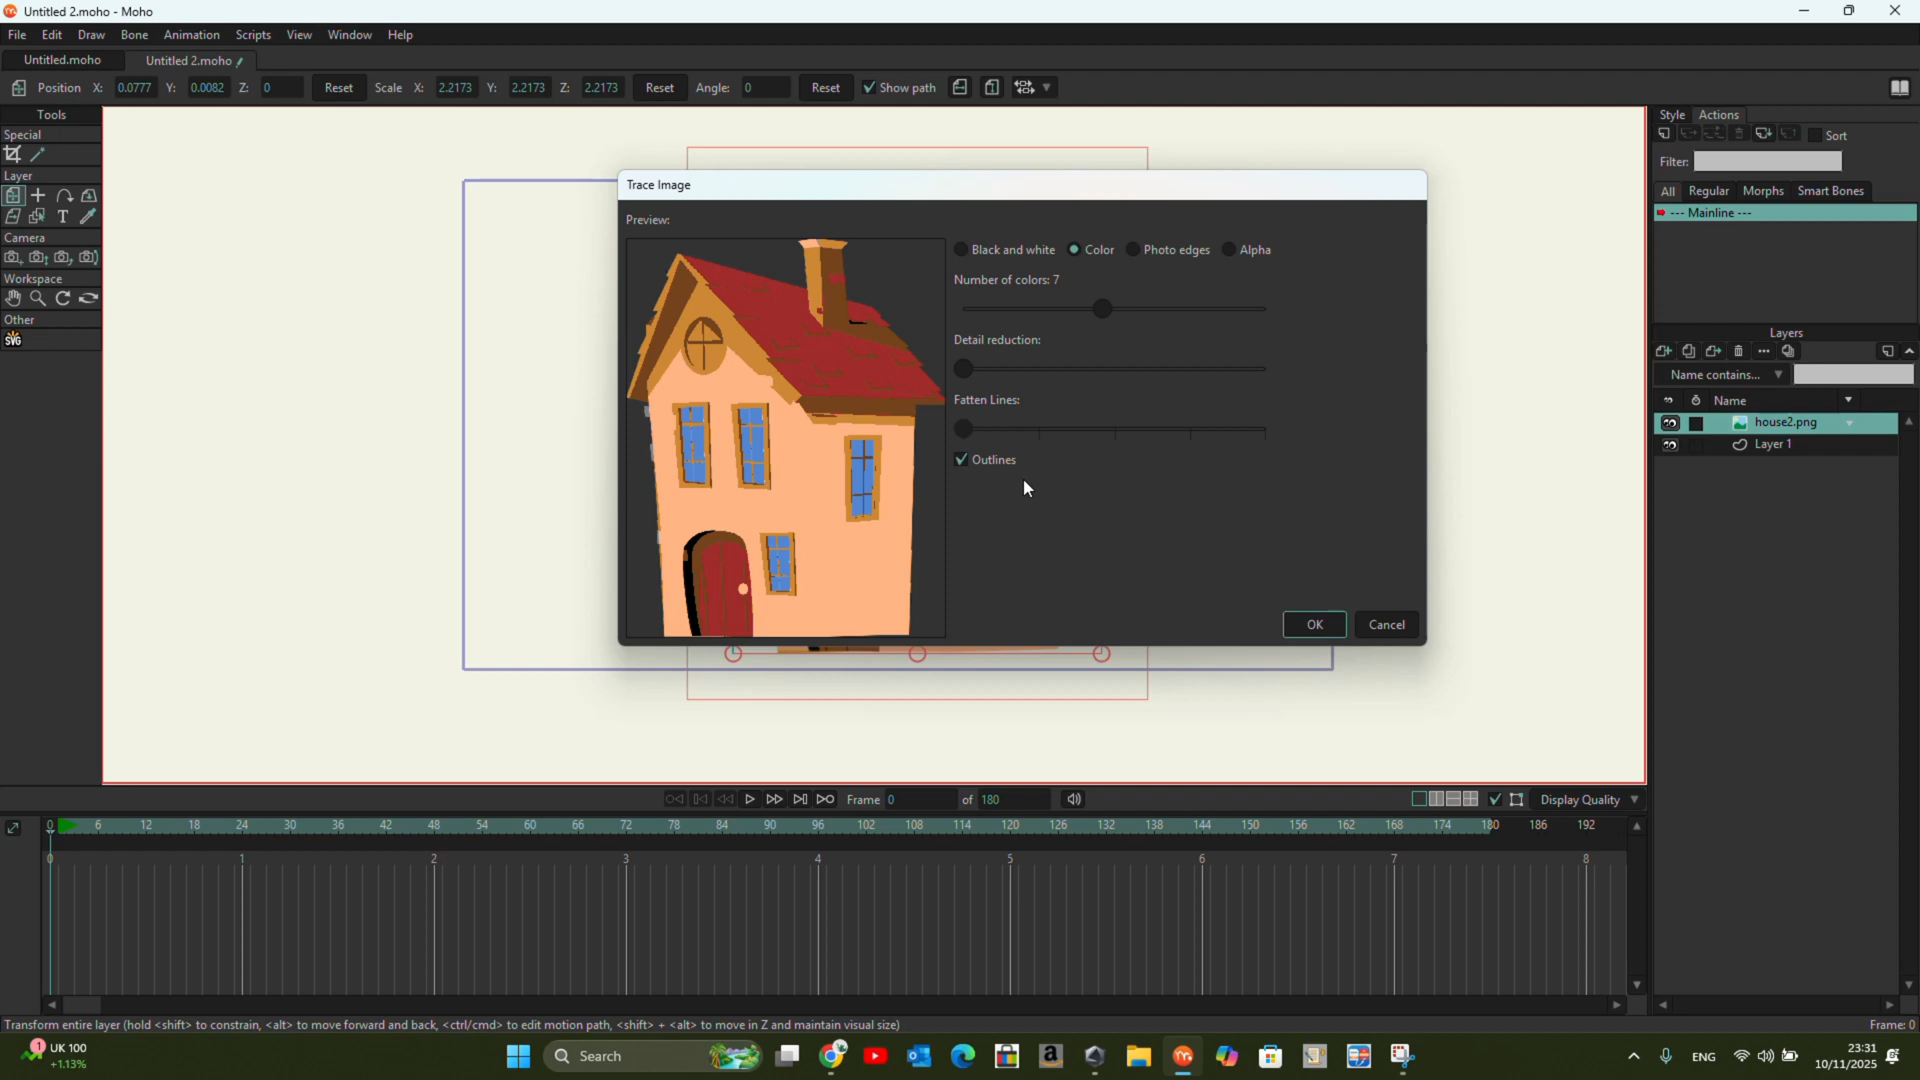 Untitled 2.moho - Moho
File Edit Draw Bone Animation Scripts View Window Help
Untitled.moho Untitled 2.moho
Position X: 0.0777 Y: 0.0082 Z: 0 Reset Scale X: 2.2173 Y: 2.2173 Z: 2.2173 Reset Angle: 0 Reset Show path
Tools
Special
Layer
T
Camera
Workspace
Other
SVG
Trace Image
Preview:
Black and white Color Photo edges Alpha
Number of colors: 7
Detail reduction:
Fatten Lines:
Outlines
OK Cancel
Style Actions
Sort
Filter:
All Regular Morphs Smart Bones
--- Mainline ---
Layers
Name contains...
Name
house2.png
Layer 1
Frame 0 of 180 Display Quality
0 6 12 18 24 30 36 42 48 54 60 66 72 78 84 90 96 102 108 114 120 126 132 138 144 150 156 162 168 174 180 186 192
0 1 2 3 4 5 6 7 8
Transform entire layer (hold <shift> to constrain, <alt> to move forward and back, <ctrl/cmd> to edit motion path, <shift> + <alt> to move in Z and maintain visual size) Frame: 0
1 UK 100
+1.13%
Search
a
ENG
23:31
10/11/2025